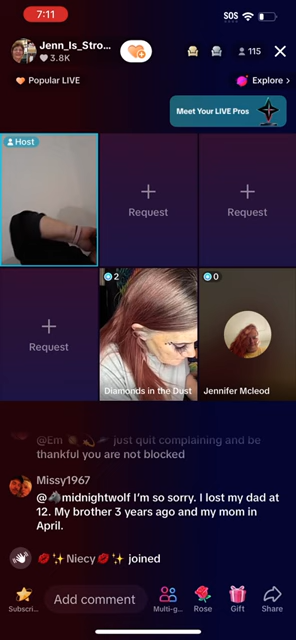 7:11
SOS
Jenn_Is_Stro...
3.8K
115
Popular LIVE
Explore >
Meet Your LIVE Pros
Host
Request
Request
Request
2
Diamonds in the Dust
0
Jennifer Mcleod
@Em just quit complaining and be
thankful you are not blocked
Missy1967
@🐴midnightwolf I'm so sorry. I lost my dad at
12. My brother 3 years ago and my mom in
April.
💋✨Niecy💋✨ joined
Subscri...
Add comment
Multi-g...
Rose
Gift
Share